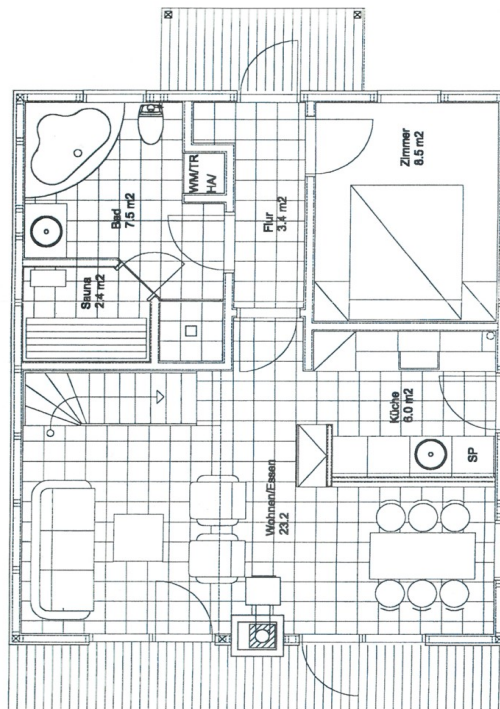 Zimmer
8.5 m2
WM/TR
HA/
Flur
3.4 m2
Bad
7.5 m2
Sauna
2.4 m2
Küche
6.0 m2
SP
Wohnen/Essen
23.2